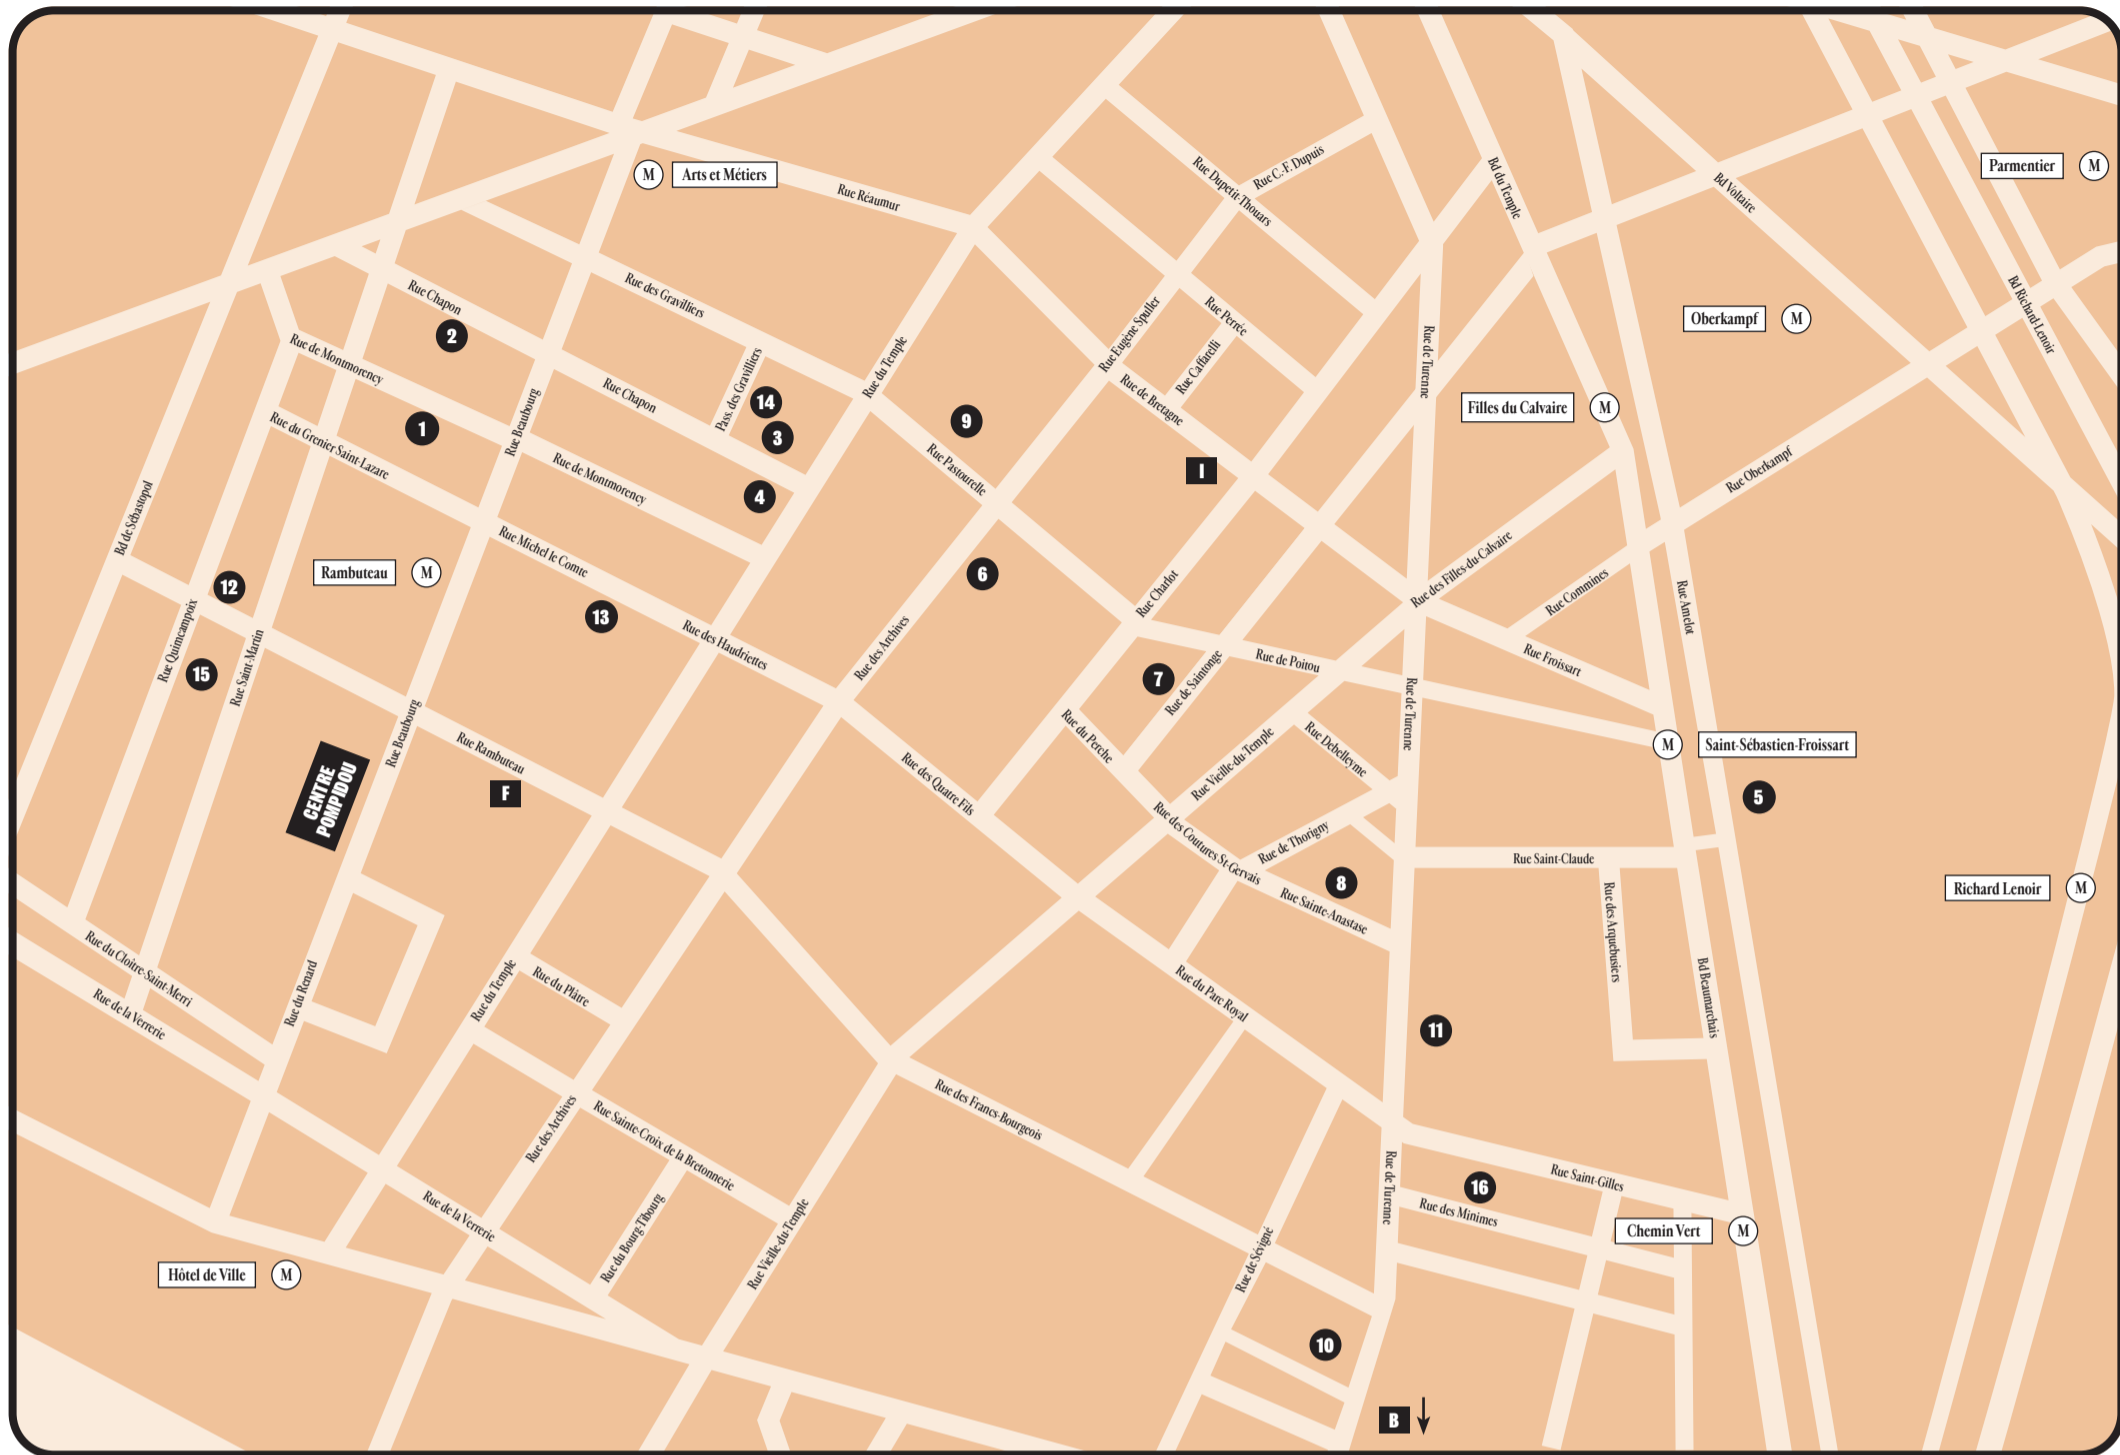 M Arts et Métiers
Rue Réaumur
Rue Dupetit-Thouars
Rue C.-F. Dupuis
Bd du Temple
Bd Voltaire
Parmentier M
Rue Chapon
2
Rue des Gravilliers
Rue Eugène Spuller
Rue Perrée
Rue Caffarelli
Rue de Turenne
Oberkampf M
Bd Richard-Lenoir
Rue de Montmorency
Rue du Temple
Pass. des Gravilliers
14
3
Rue Chapon
Rue Beaubourg
Rue de Bretagne
Filles du Calvaire M
1
9
Rue du Grenier Saint-Lazare
Rue de Montmorency
4
Rue Pastourelle
I
Rue Oberkampf
Bd de Sébastopol
Rambuteau M
Rue Michel le Comte
6
Rue Charlot
Rue des Filles-du-Calvaire
Rue Commines
Rue Amelot
12
13
Rue Quincampoix
Rue Saint-Martin
15
Rue des Haudriettes
Rue des Archives
7
Rue de Saintonge
Rue de Poitou
Rue Froissart
Rue de Turenne
Rue Beaubourg
Rue Rambuteau
CENTRE
POMPIDOU
F
Rue des Quatre Fils
Rue du Perche
Rue Vieille-du-Temple
Rue Debelleyme
M Saint-Sébastien-Froissart
5
Rue des Coutures St-Gervais
Rue de Thorigny
8
Rue Sainte-Anastase
Rue Saint-Claude
Rue des Arquebusiers
Richard Lenoir M
Rue du Cloître-Saint-Merri
Rue de la Verrerie
Rue du Renard
Rue du Temple
Rue du Plâtre
Rue du Parc Royal
11
Bd Beaumarchais
Rue des Archives
Rue Sainte-Croix de la Bretonnerie
Rue des Francs-Bourgeois
Rue de Turenne
16
Rue Saint-Gilles
Rue des Minimes
Chemin Vert M
Rue de la Verrerie
Rue du Bourg-Tibourg
Rue Vieille-du-Temple
Rue de Sévigné
Hôtel de Ville M
10
B